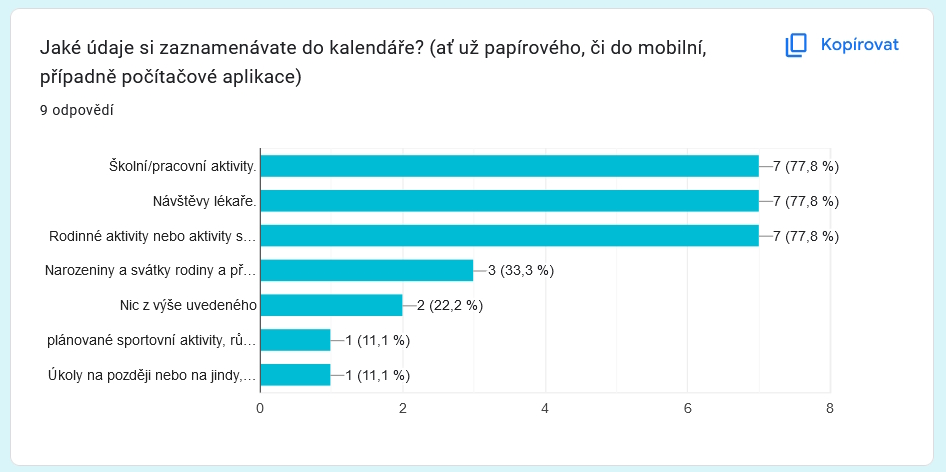 Jaké údaje si zaznamenávate do kalendáře? (ať už papírového, či do mobilní,
případně počítačové aplikace)
Kopírovat
9 odpovědí
Školní/pracovní aktivity.
7 (77,8 %)
Návštěvy lékaře.
7 (77,8 %)
Rodinné aktivity nebo aktivity s…
7 (77,8 %)
Narozeniny a svátky rodiny a př…
3 (33,3 %)
Nic z výše uvedeného
2 (22,2 %)
plánované sportovní aktivity, rů…
1 (11,1 %)
Úkoly na později nebo na jindy,…
1 (11,1 %)
0 2 4 6 8